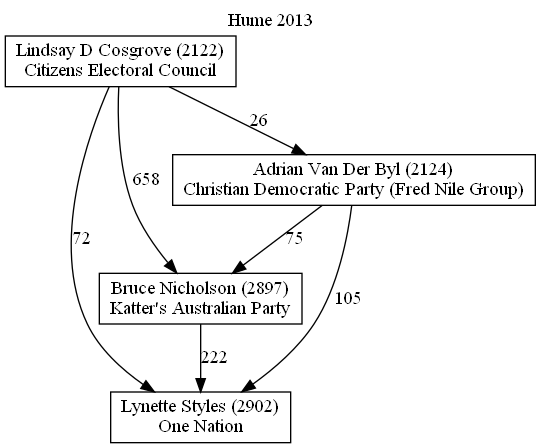 Hume 2013
Lindsay D Cosgrove (2122)
Citizens Electoral Council
26
Adrian Van Der Byl (2124)
Christian Democratic Party (Fred Nile Group)
658
72
75
Bruce Nicholson (2897)
Katter's Australian Party
105
222
Lynette Styles (2902)
One Nation